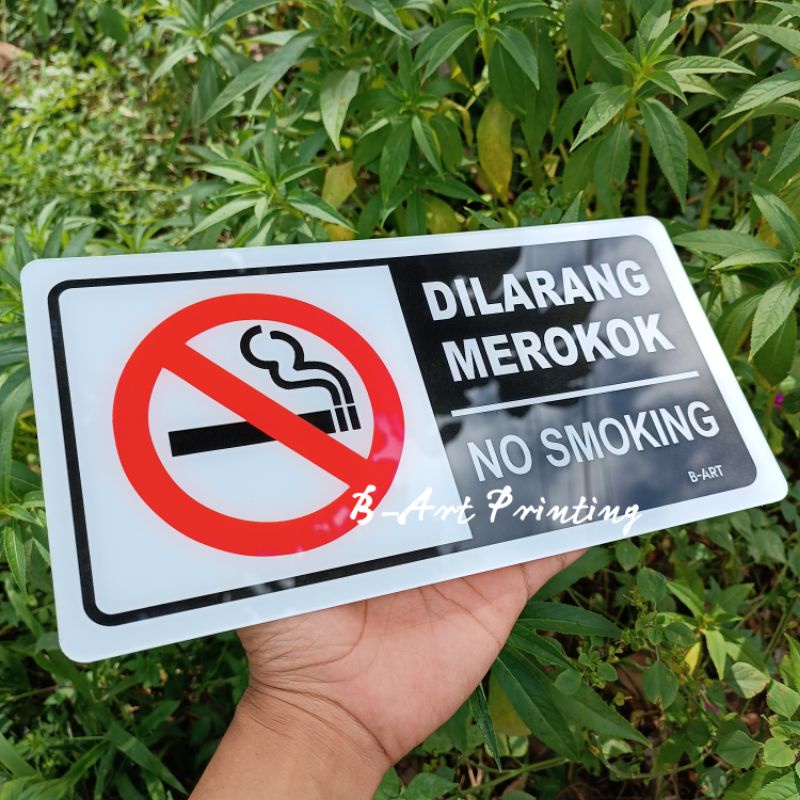 DILARANG
MEROKOK
NO SMOKING
B-ART
B-Art Printing